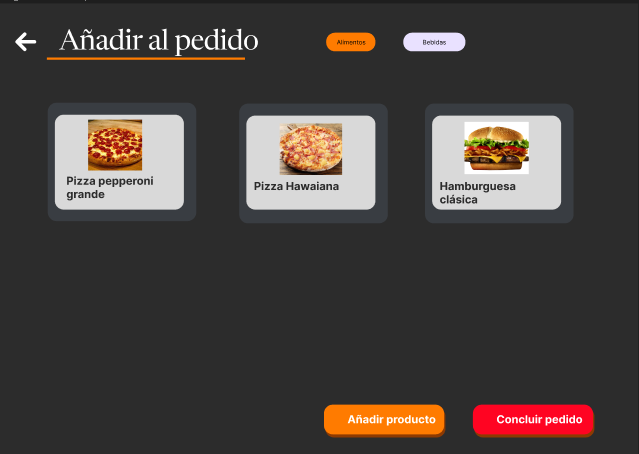 Añadir al pedido
Alimentos
Bebidas
Pizza pepperoni
grande
Pizza Hawaiana
Hamburguesa
clásica
Añadir producto
Concluir pedido